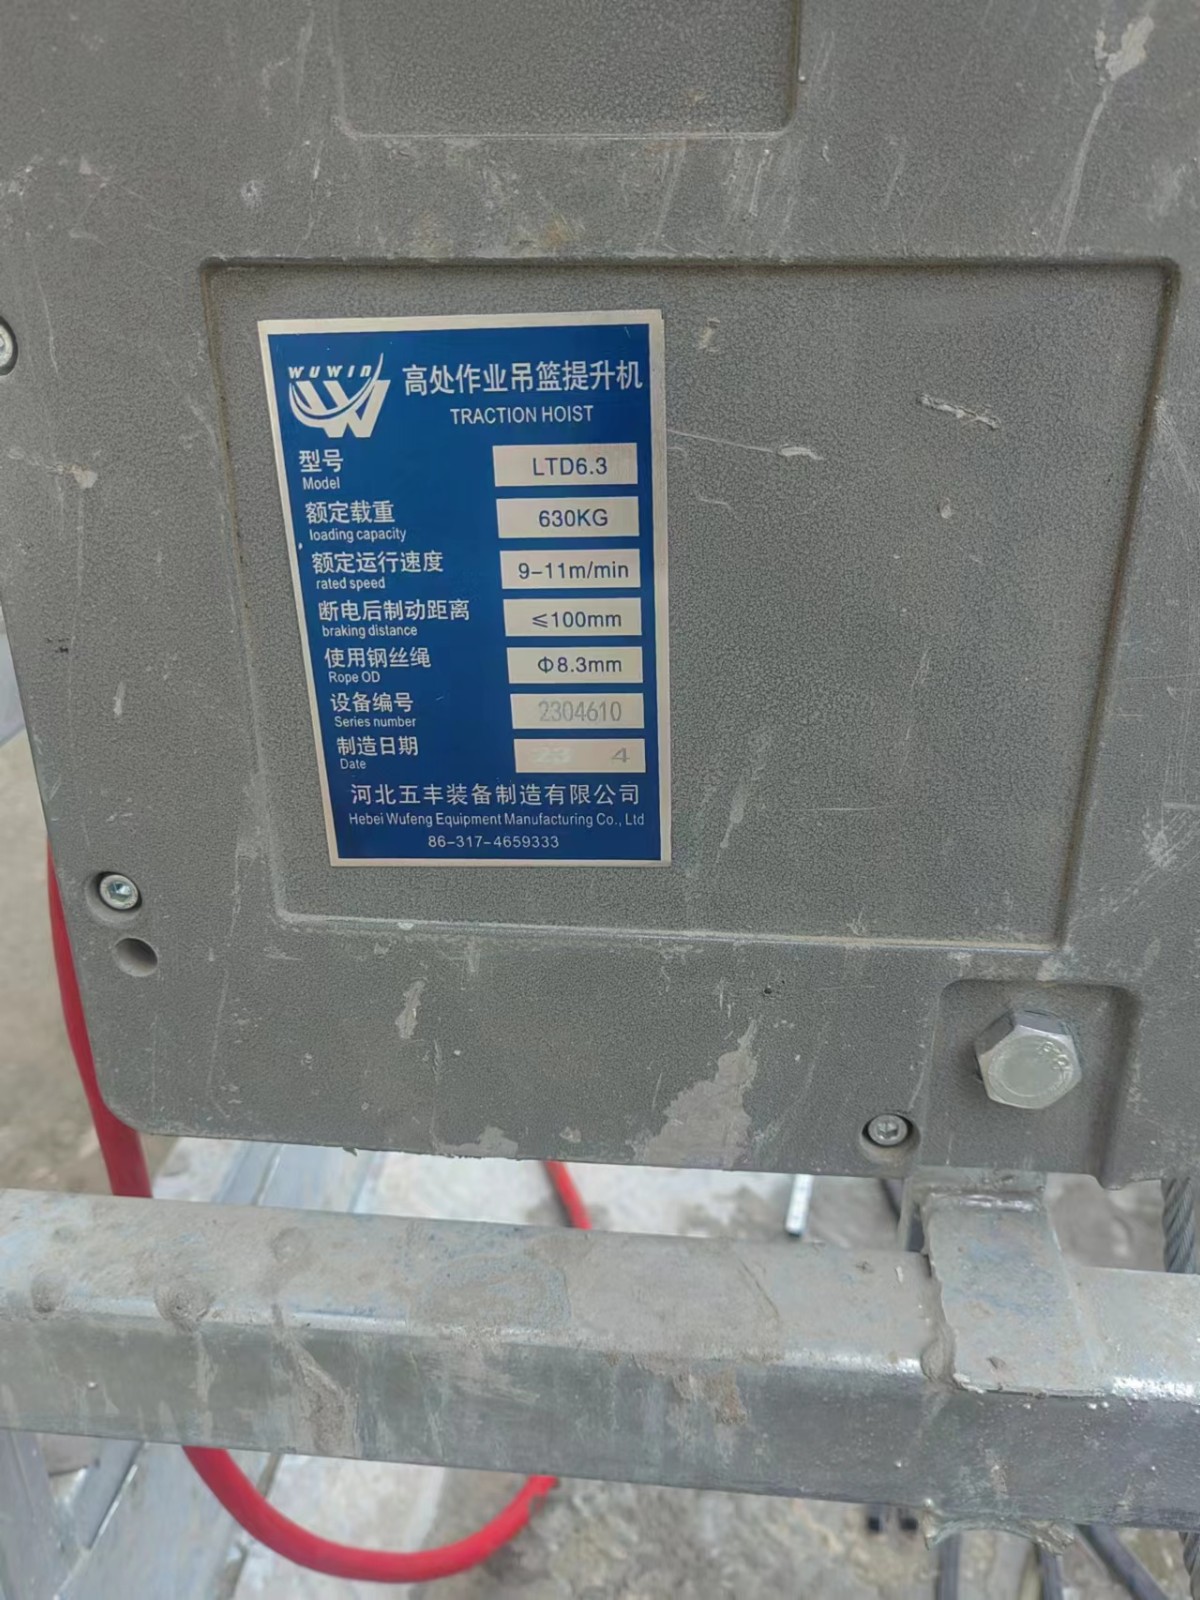 WUWIN
高处作业吊篮提升机
TRACTION HOIST
型号 LTD6.3
Model
额定载重 630KG
loading capacity
额定运行速度 9-11m/min
rated speed
断电后制动距离 ≤100mm
braking distance
使用钢丝绳 Φ8.3mm
Rope OD
设备编号 2304610
Series number
制造日期 23 4
Date
河北五丰装备制造有限公司
Hebei Wufeng Equipment Manufacturing Co., Ltd
86-317-4659333